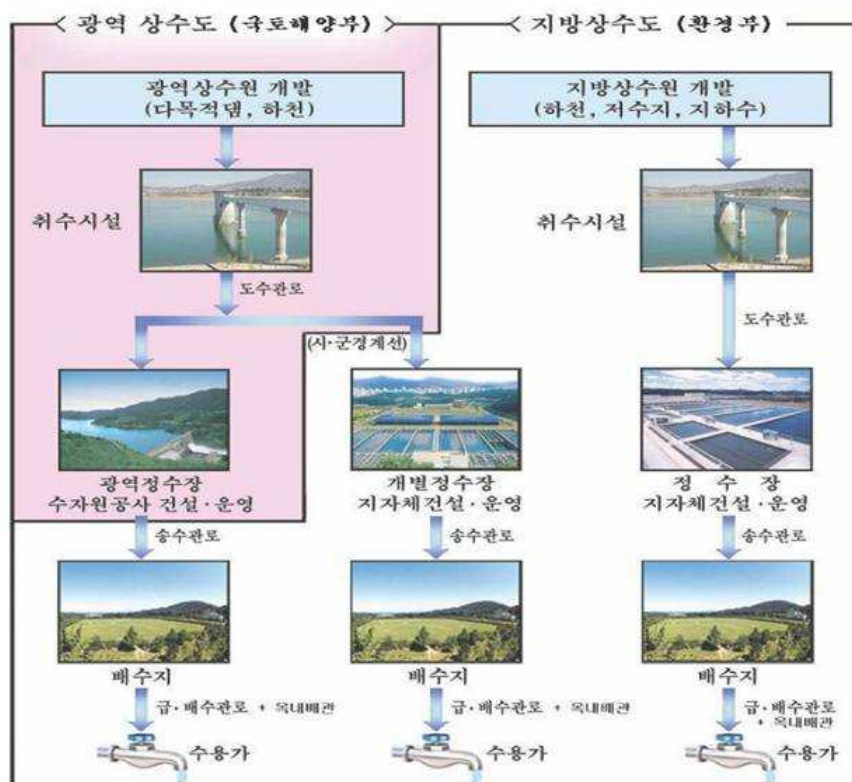 광역 상수도 (국토해양부)
지방상수도 (환경부)
광역상수원 개발
(다목적댐, 하천)
지방상수원 개발
(하천, 저수지, 지하수)
취수시설
취수시설
도수관로
도수관로
(시·군경계선)
광역정수장
수자원공사 건설·운영
개별정수장
지자체건설·운영
정 수 장
지자체건설·운영
송수관로
송수관로
송수관로
배수지
배수지
배수지
급·배수관로 + 옥내배관
급·배수관로 + 옥내배관
급·배수관로
+ 옥내배관
수용가
수용가
수용가